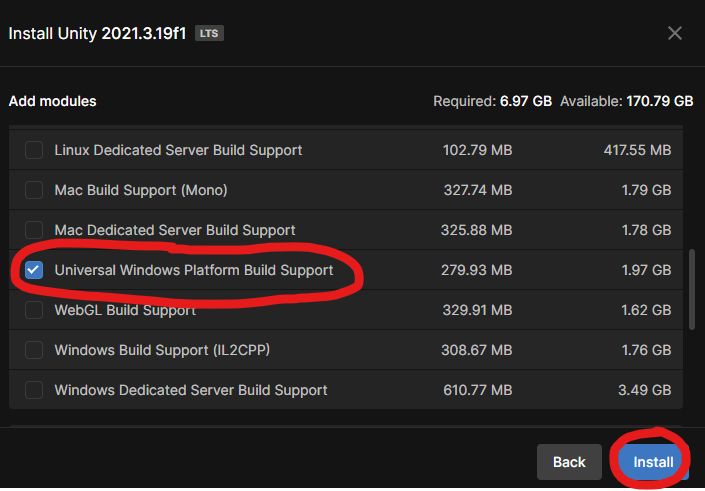 Install Unity 2021.3.19f1 LTS
Add modules Required: 6.97 GB Available: 170.79 GB
Linux Dedicated Server Build Support 102.79 MB 417.55 MB
Mac Build Support (Mono) 327.74 MB 1.79 GB
Mac Dedicated Server Build Support 325.88 MB 1.78 GB
Universal Windows Platform Build Support 279.93 MB 1.97 GB
WebGL Build Support 329.91 MB 1.62 GB
Windows Build Support (IL2CPP) 308.67 MB 1.76 GB
Windows Dedicated Server Build Support 610.77 MB 3.49 GB
Back Install